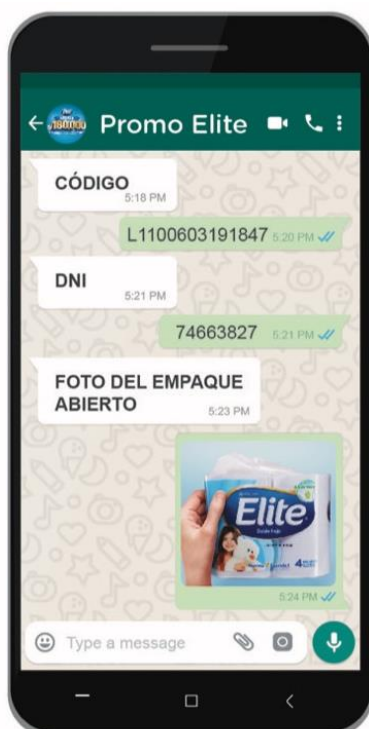 Promo Elite
CÓDIGO
5:18 PM
L1100603191847 5:20 PM
DNI
5:21 PM
74663827 5:21 PM
FOTO DEL EMPAQUE
ABIERTO
5:23 PM
Elite
4
5:24 PM
Type a message